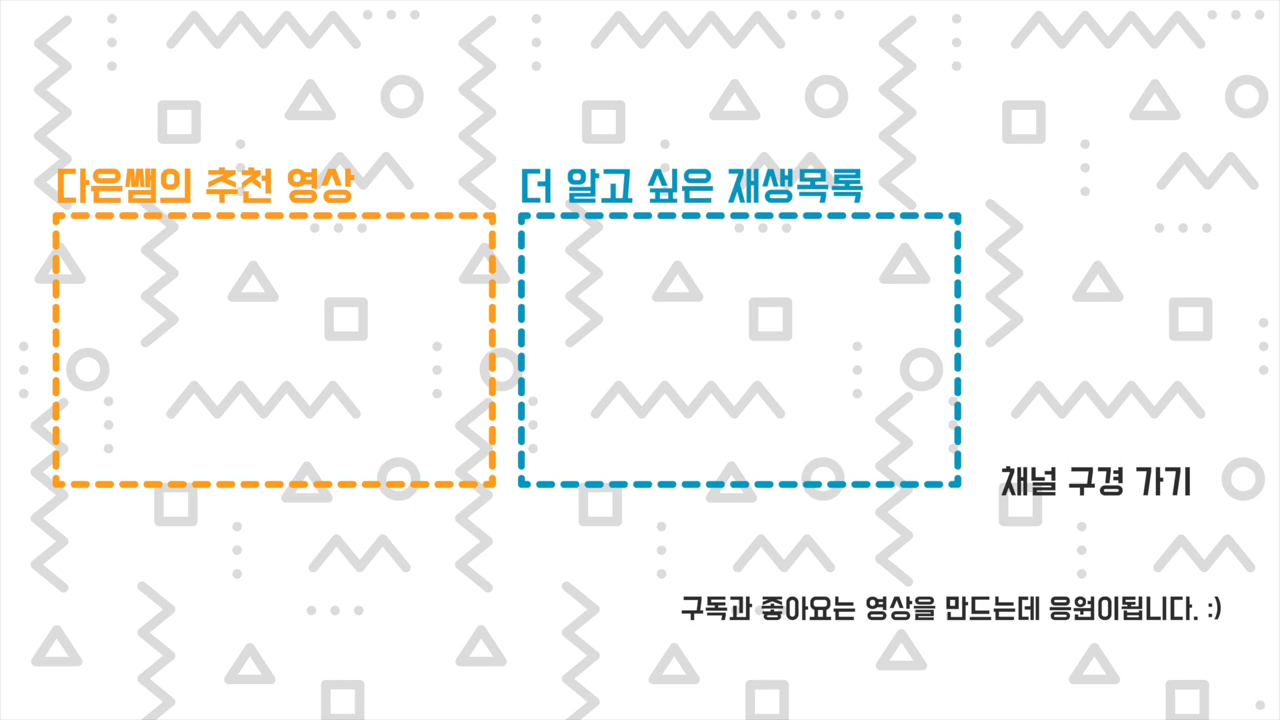 다은쌤의 추천 영상
더 알고 싶은 재생목록
채널 구경 가기
구독과 좋아요는 영상을 만드는데 응원이됩니다. :)